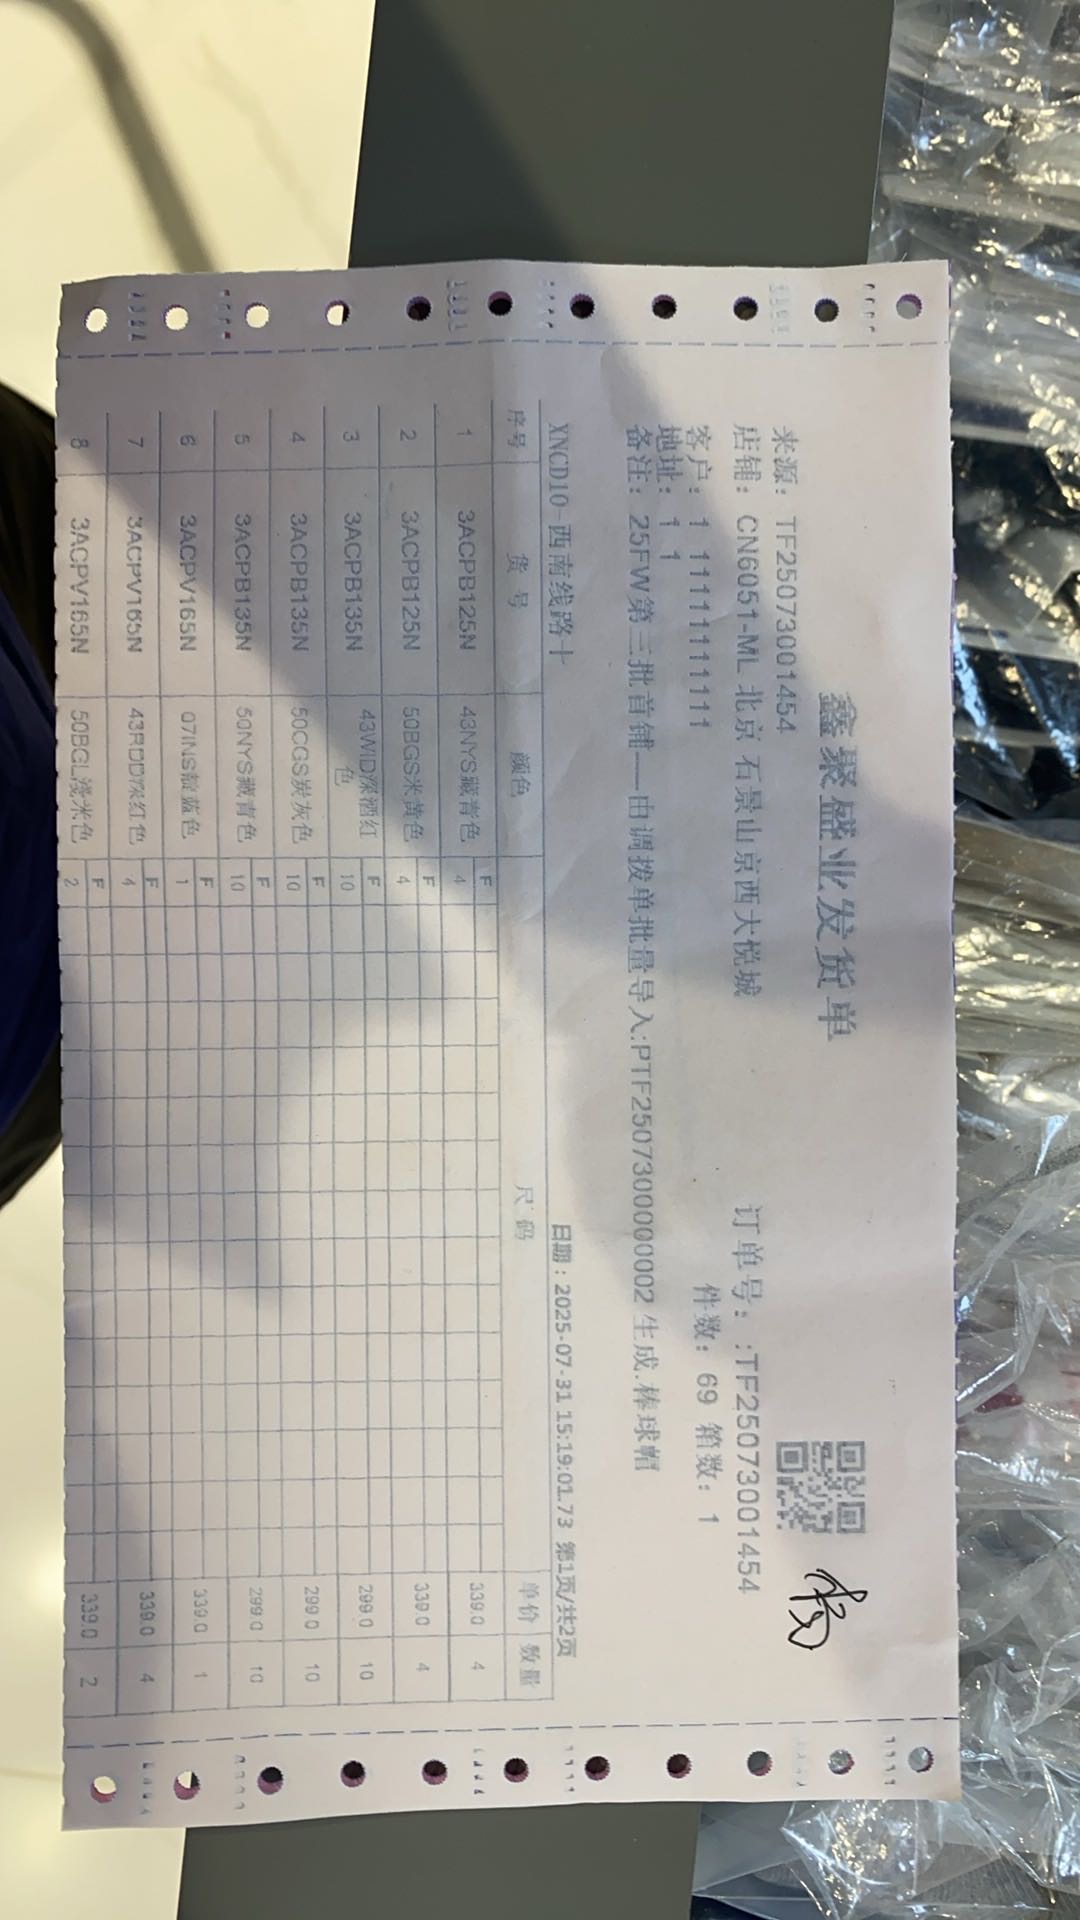 鑫聚盛业发货单
来源: TF25073001454
店铺: CN6051-ML 北京石景山京西大悦城 订单号: :TF25073001454
客户: 1 11111111111 件数: 69 箱数: 1
地址: 1 1
备注: 25FW第三批首铺——由调拨单批量导入:PTF250730000002 生成.棒球帽
XNCD10-西南线路十 日期: 2025-07-31 15:19:01.73 第1页/共2页
序号 货号 颜色 尺码 单价 数量
1 3ACPB125N 43NYS藏青色 F 4 339.0 4
2 3ACPB125N 50BGS米黄色 F 4 339.0 4
3 3ACPB135N 43WID深酒红色 F 10 299.0 10
4 3ACPB135N 50CGS炭灰色 F 10 299.0 10
5 3ACPB135N 50NYS藏青色 F 10 299.0 10
6 3ACPV165N 07INS靛蓝色 F 1 339.0 1
7 3ACPV165N 43RDD深红色 F 4 339.0 4
8 3ACPV165N 50BGL浅米色 F 2 339.0 2